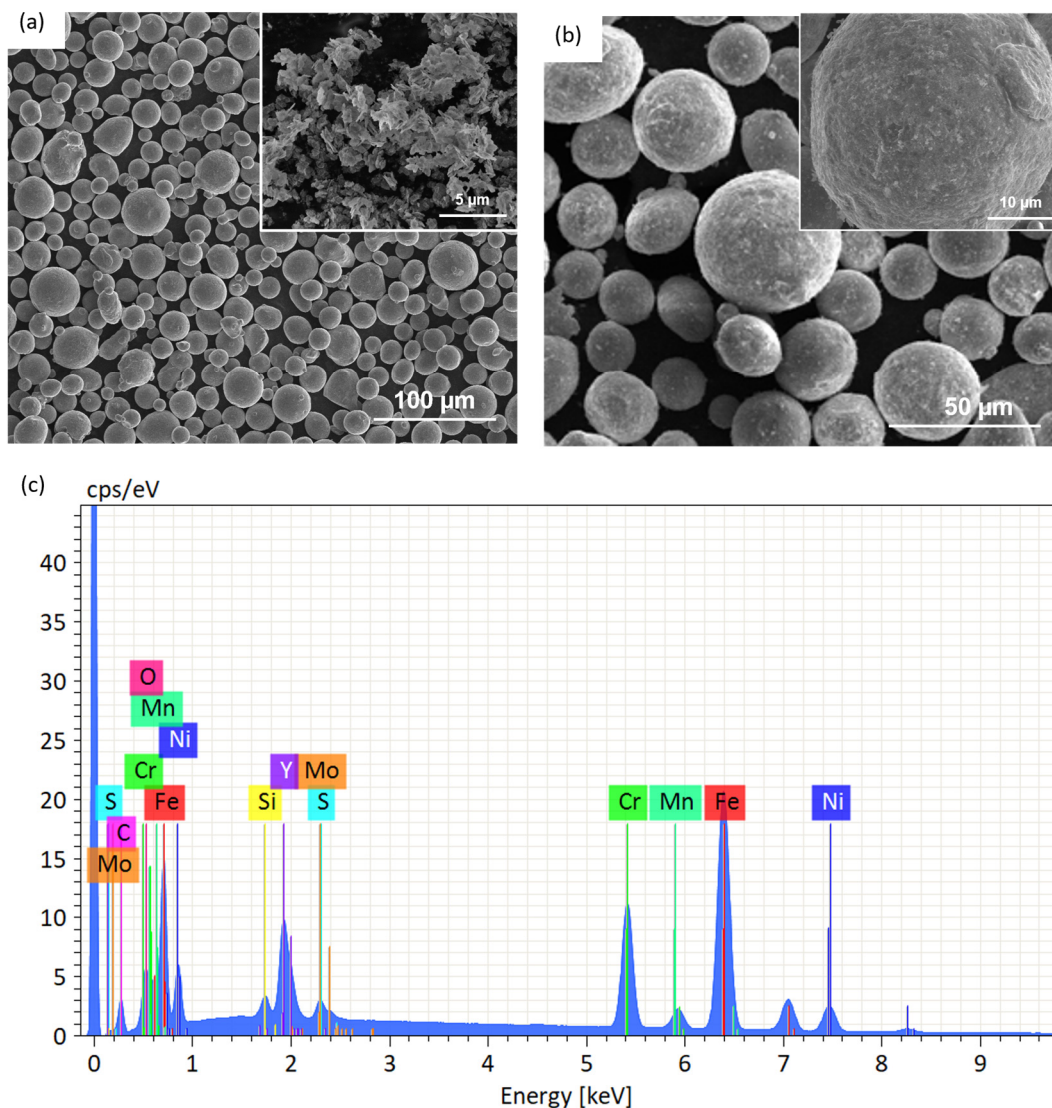 (a)
5 µm
100 µm
(b)
10 µm
50 µm
(c)
cps/eV
40
35
30
25
20
15
10
5
0
O
Mn
Ni
Cr
S
Fe
C
Mo
Si
Y
Mo
S
Cr
Mn
Fe
Ni
0 1 2 3 4 5 6 7 8 9
Energy [keV]